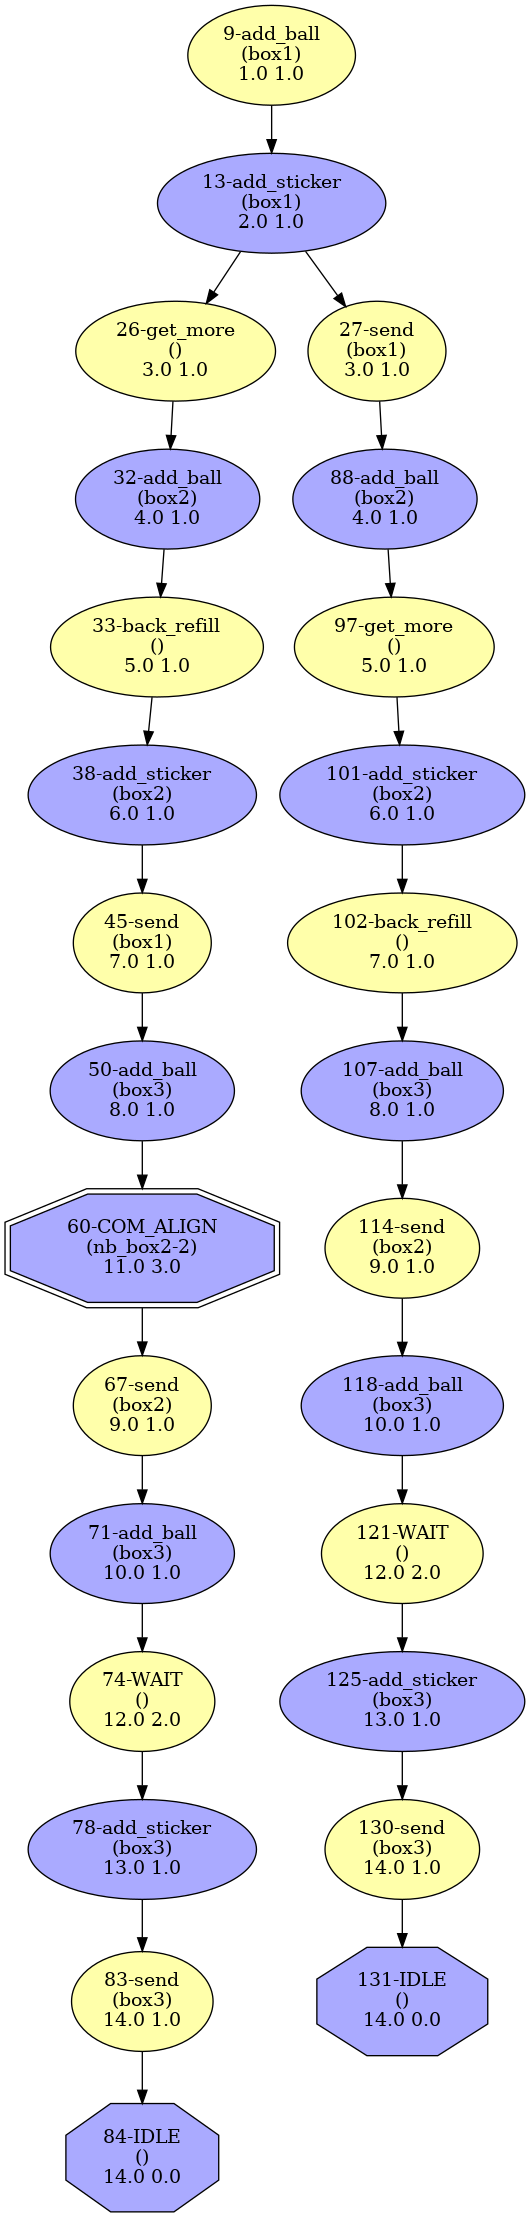 9-add_ball
(box1)
1.0 1.0
13-add_sticker
(box1)
2.0 1.0
26-get_more
()
3.0 1.0
27-send
(box1)
3.0 1.0
32-add_ball
(box2)
4.0 1.0
88-add_ball
(box2)
4.0 1.0
33-back_refill
()
5.0 1.0
97-get_more
()
5.0 1.0
38-add_sticker
(box2)
6.0 1.0
101-add_sticker
(box2)
6.0 1.0
45-send
(box1)
7.0 1.0
102-back_refill
()
7.0 1.0
50-add_ball
(box3)
8.0 1.0
107-add_ball
(box3)
8.0 1.0
60-COM_ALIGN
(nb_box2-2)
11.0 3.0
114-send
(box2)
9.0 1.0
67-send
(box2)
9.0 1.0
118-add_ball
(box3)
10.0 1.0
71-add_ball
(box3)
10.0 1.0
121-WAIT
()
12.0 2.0
74-WAIT
()
12.0 2.0
125-add_sticker
(box3)
13.0 1.0
78-add_sticker
(box3)
13.0 1.0
130-send
(box3)
14.0 1.0
83-send
(box3)
14.0 1.0
131-IDLE
()
14.0 0.0
84-IDLE
()
14.0 0.0